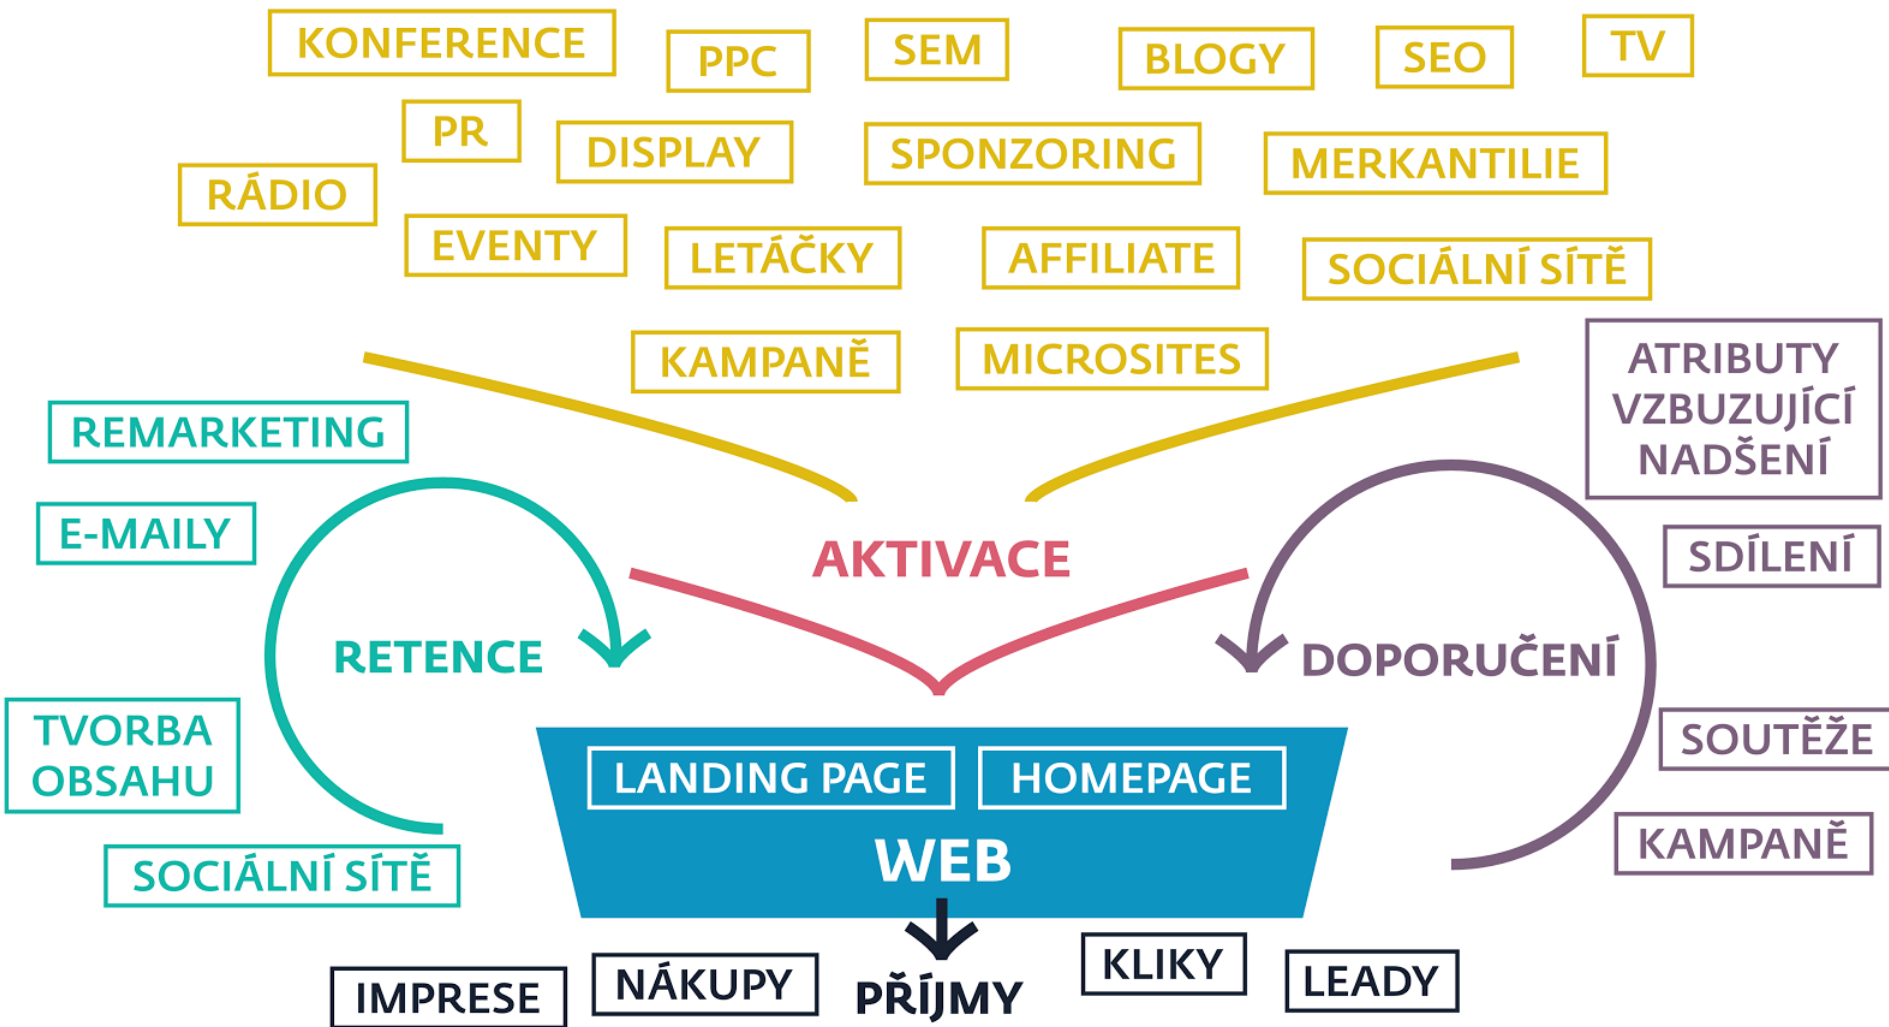 KONFERENCE
PPC
SEM
BLOGY
SEO
TV
PR
DISPLAY
SPONZORING
MERKANTILIE
RÁDIO
EVENTY
LETÁČKY
AFFILIATE
SOCIÁLNÍ SÍTĚ
KAMPANĚ
MICROSITES
ATRIBUTY
VZBUZUJÍCÍ
NADŠENÍ
REMARKETING
E-MAILY
AKTIVACE
SDÍLENÍ
RETENCE
DOPORUČENÍ
TVORBA
OBSAHU
SOUTĚŽE
LANDING PAGE
HOMEPAGE
WEB
KAMPANĚ
SOCIÁLNÍ SÍTĚ
IMPRESE
NÁKUPY
PŘÍJMY
KLIKY
LEADY